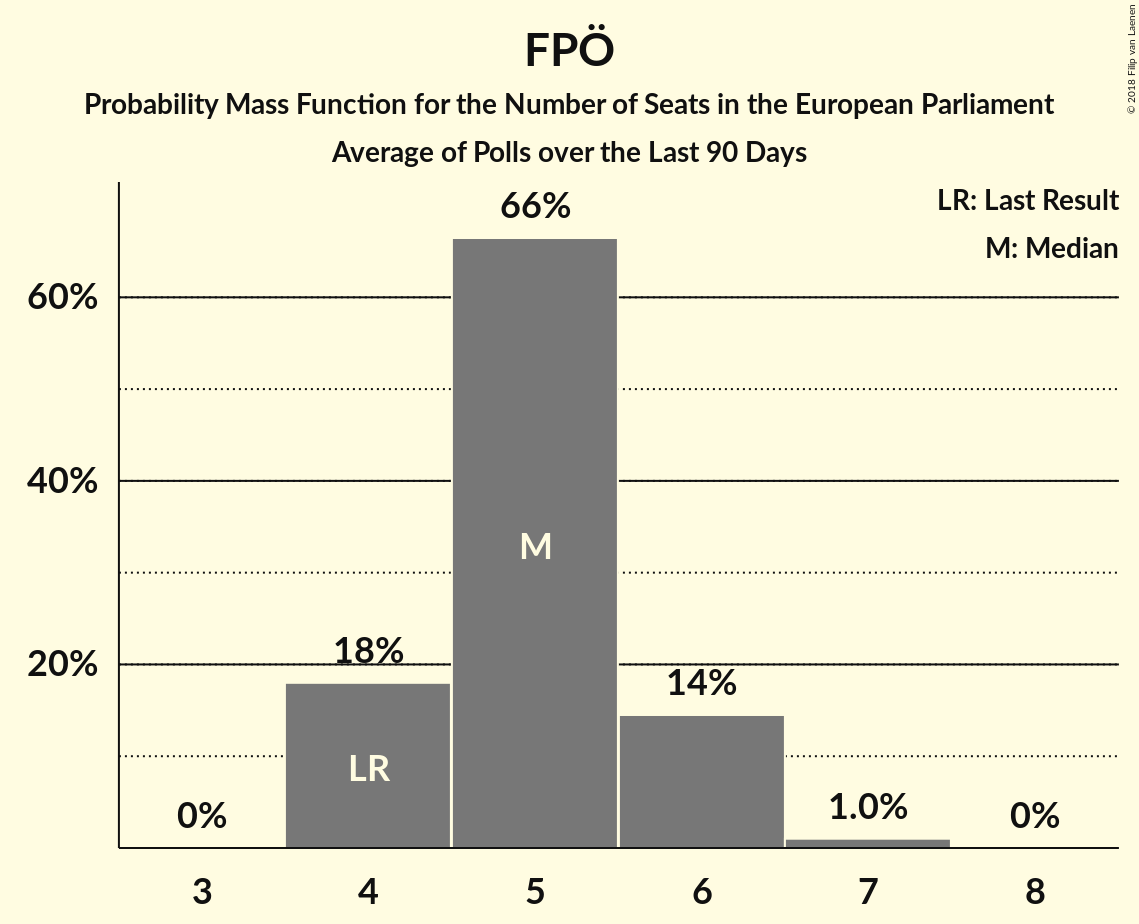 FPÖ
Probability Mass Function for the Number of Seats in the European Parliament
Average of Polls over the Last 90 Days
© 2018 Filip van Laenen
LR: Last Result
M: Median
66%
60%
40%
M
18%
20%
14%
LR
0%
1.0%
0%
3 4 5 6 7 8